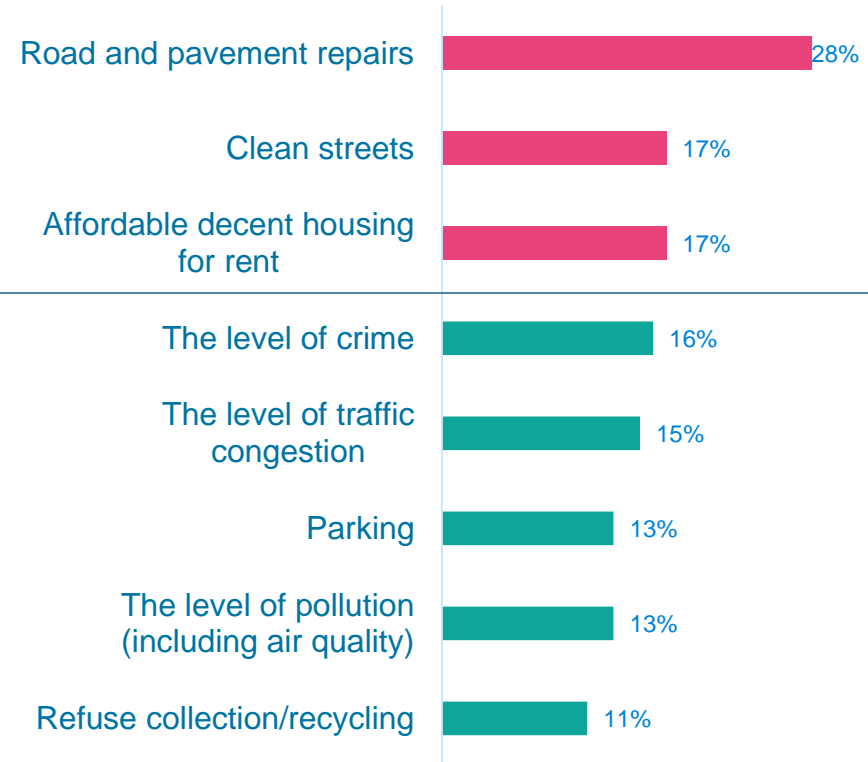 Road and pavement repairs 28%
Clean streets 17%
Affordable decent housing
for rent 17%
The level of crime 16%
The level of traffic
congestion 15%
Parking 13%
The level of pollution
(including air quality) 13%
Refuse collection/recycling 11%